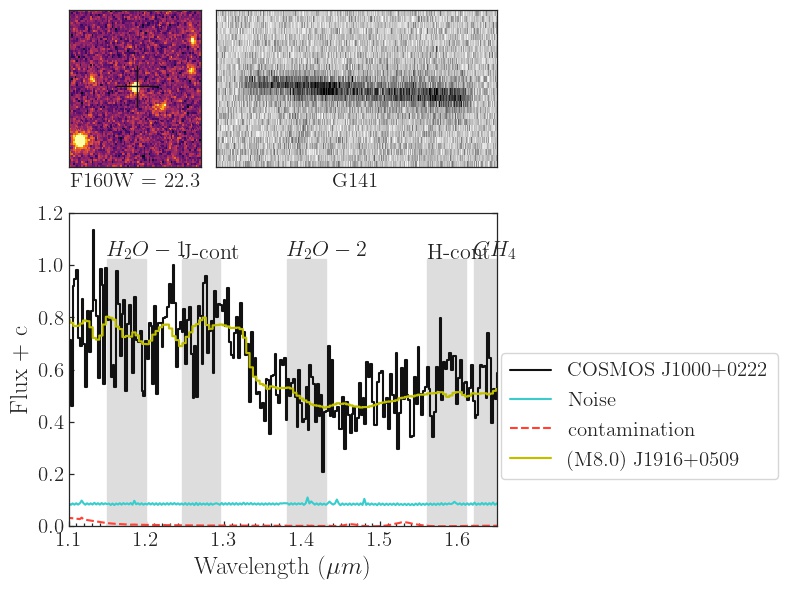 F160W = 22.3
G141
H₂O − 1
J-cont
H₂O − 2
H-cont
CH₄
1.2
1.0
0.8
0.6
0.4
0.2
0.0
Flux + c
1.1
1.2
1.3
1.4
1.5
1.6
Wavelength (μm)
COSMOS J1000+0222
Noise
contamination
(M8.0) J1916+0509